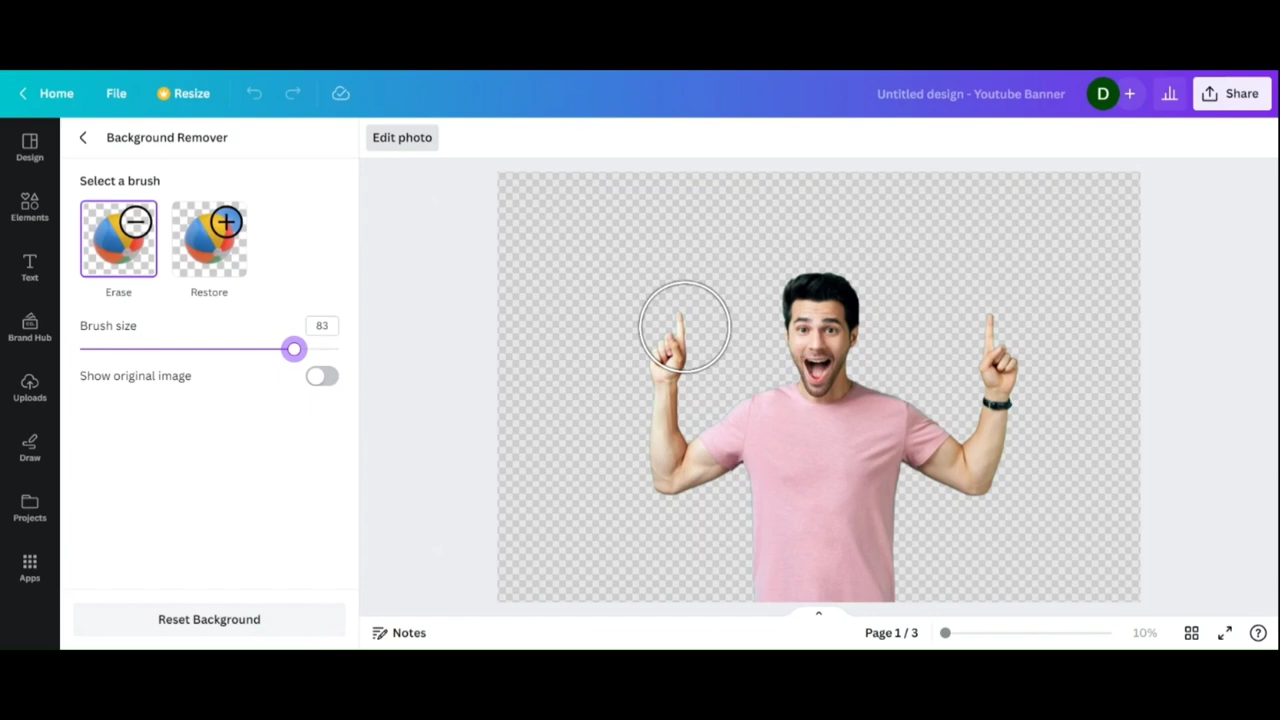 Home File Resize Untitled design - Youtube Banner D + Share
Design
Elements
Text
Brand Hub
Uploads
Draw
Projects
Apps
Background Remover
Select a brush
Erase Restore
Brush size 83
Show original image
Reset Background
Edit photo
Notes Page 1 / 3 10% ?